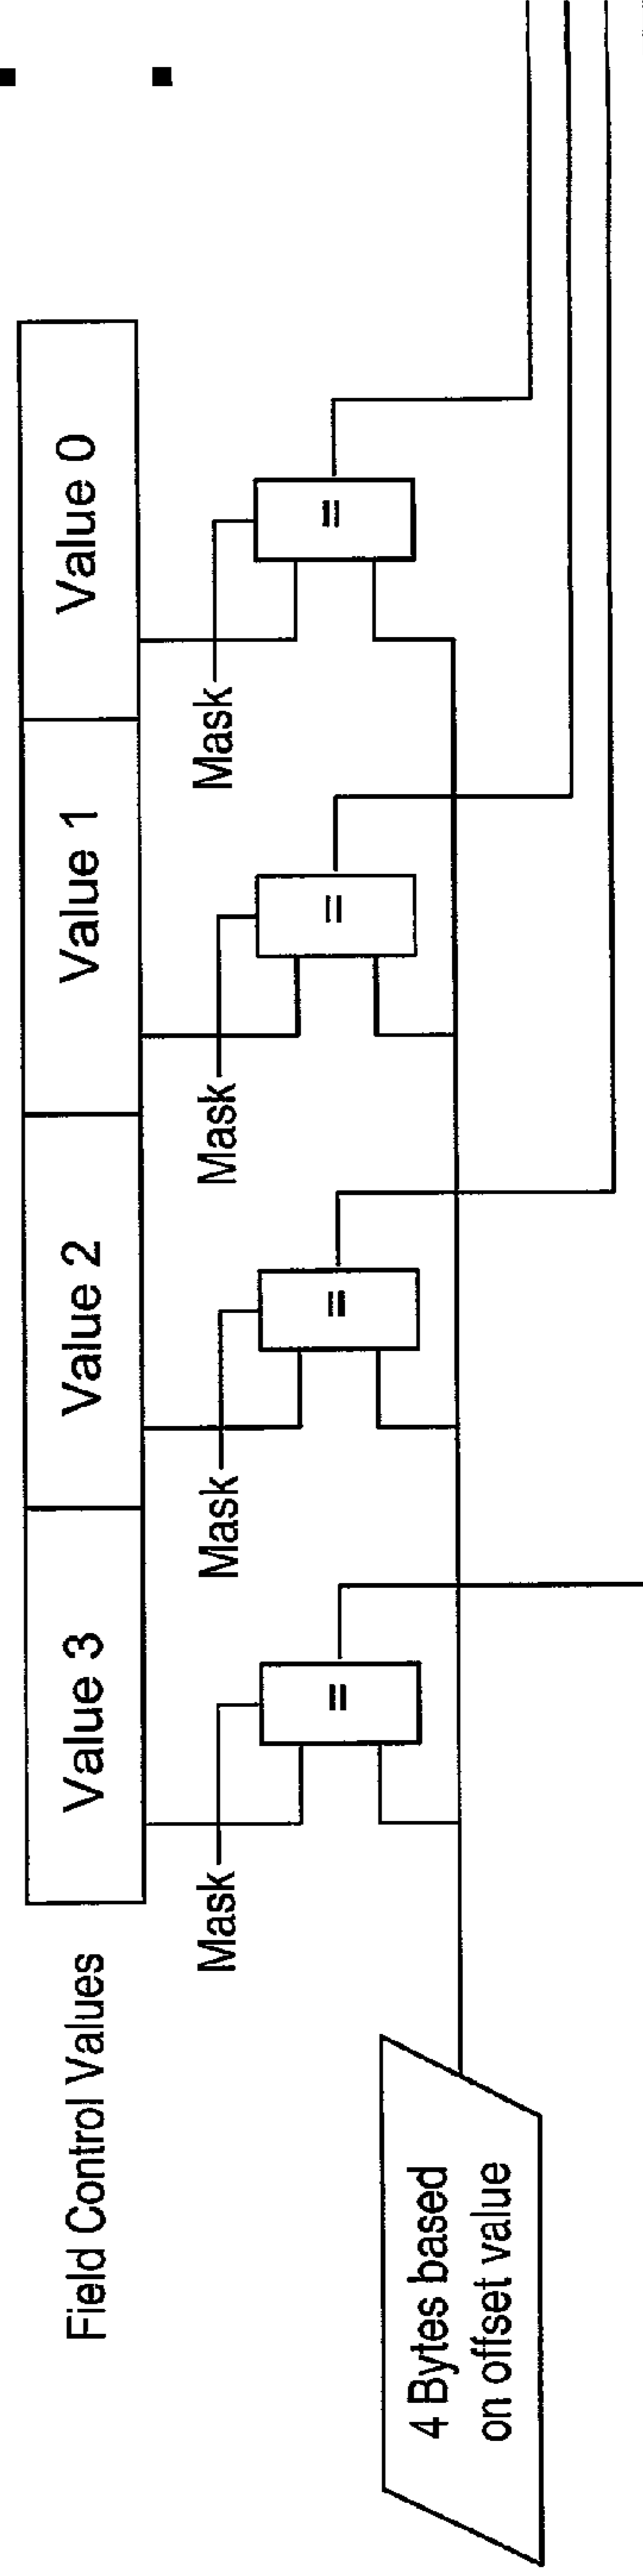 Field Control Values
Value 3
Value 2
Value 1
Value 0
Mask
Mask
Mask
Mask
=
=
=
=
4 Bytes based
on offset value